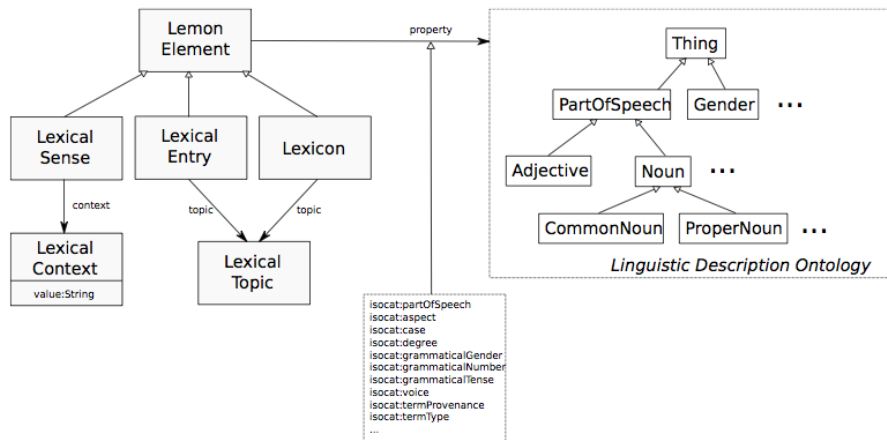 Lemon
Element
property
Lexical
Sense
Lexical
Entry
Lexicon
context
topic
topic
Lexical
Context
value:String
Lexical
Topic
Thing
PartOfSpeech
Gender
...
Adjective
Noun
...
CommonNoun
ProperNoun
...
Linguistic Description Ontology
isocat:partOfSpeech
isocat:aspect
isocat:case
isocat:degree
isocat:grammaticalGender
isocat:grammaticalNumber
isocat:grammaticalTense
isocat:voice
isocat:termProvenance
isocat:termType
...